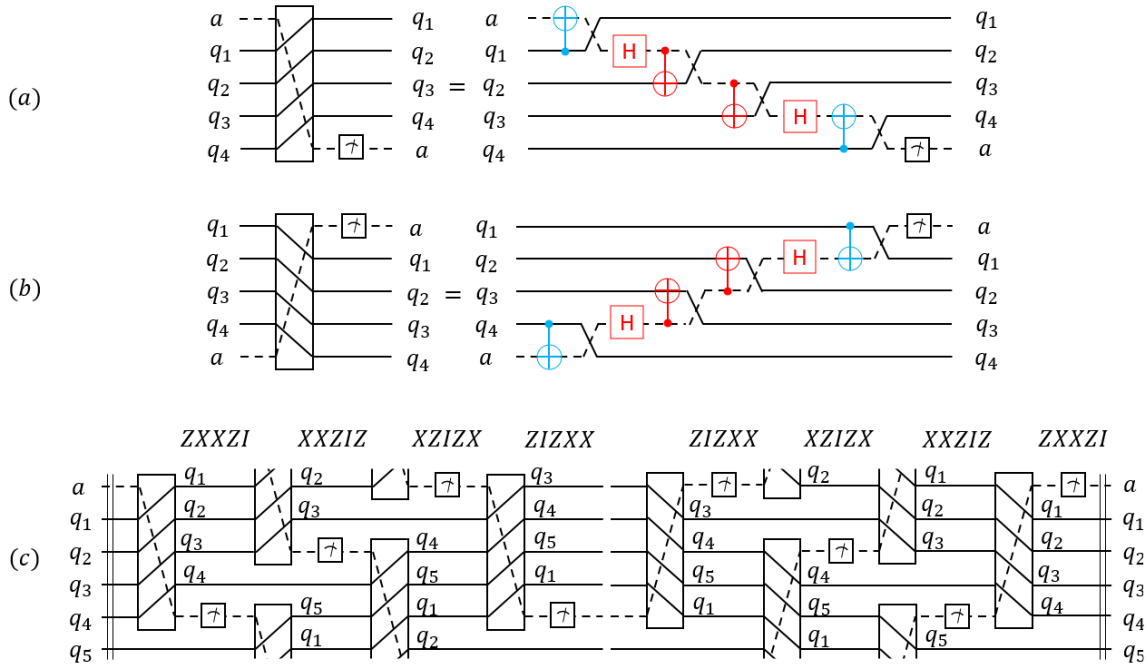 a q₁ a q₁
q₁ q₂ q₁ H q₂
(a) q₂ q₃ = q₂ q₃
q₃ q₄ q₃ H q₄
q₄ a q₄ a
q₁ a q₁ a
q₂ q₁ q₂ H q₁
(b) q₃ q₂ = q₃ q₂
q₄ q₃ q₄ H q₃
a q₄ a q₄
ZXXZI XXZIZ XZIZX ZIZXX ZIZXX XZIZX XXZIZ ZXXZI
a q₁ q₂ q₃ q₂ q₁ a
q₁ q₂ q₃ q₄ q₃ q₂ q₁ q₁
(c) q₂ q₃ q₄ q₅ q₄ q₃ q₂ q₂
q₃ q₄ q₅ q₁ q₅ q₄ q₃ q₃
q₄ q₅ q₁ q₁ q₅ q₄ q₄
q₅ q₁ q₂ q₁ q₅ q₅